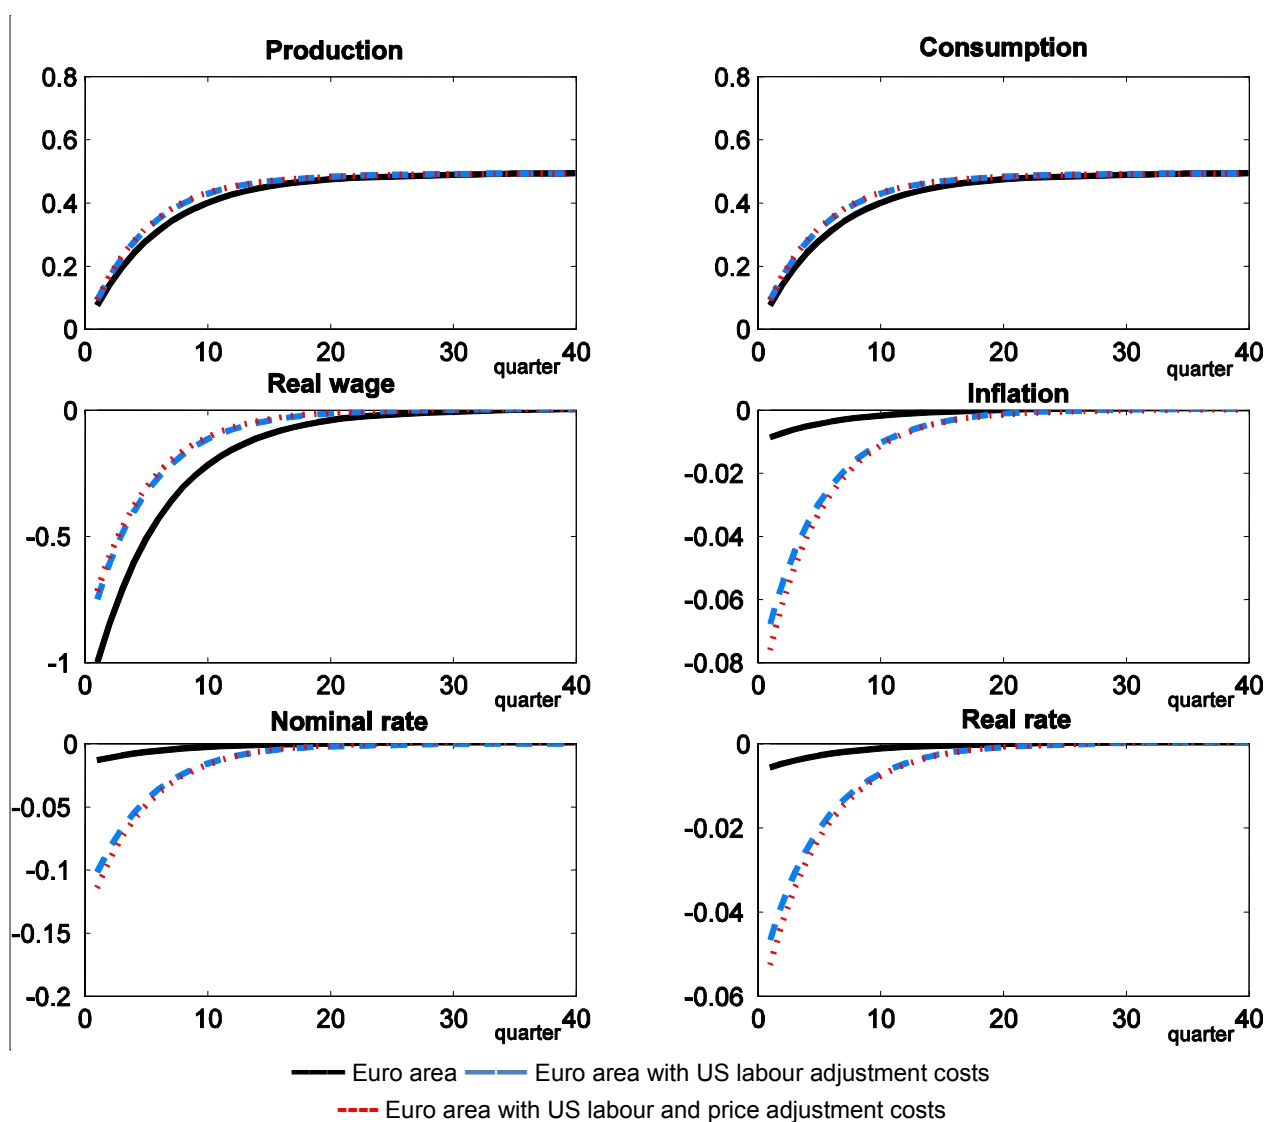 Production
0.8
0.6
0.4
0.2
0
0 10 20 30 40
quarter
Consumption
0.8
0.6
0.4
0.2
0
0 10 20 30 40
quarter
Real wage
0
-0.5
-1
0 10 20 30 40
quarter
Inflation
0
-0.02
-0.04
-0.06
-0.08
0 10 20 30 40
quarter
Nominal rate
0
-0.05
-0.1
-0.15
-0.2
0 10 20 30 40
quarter
Real rate
0
-0.02
-0.04
-0.06
0 10 20 30 40
quarter
Euro area Euro area with US labour adjustment costs
Euro area with US labour and price adjustment costs